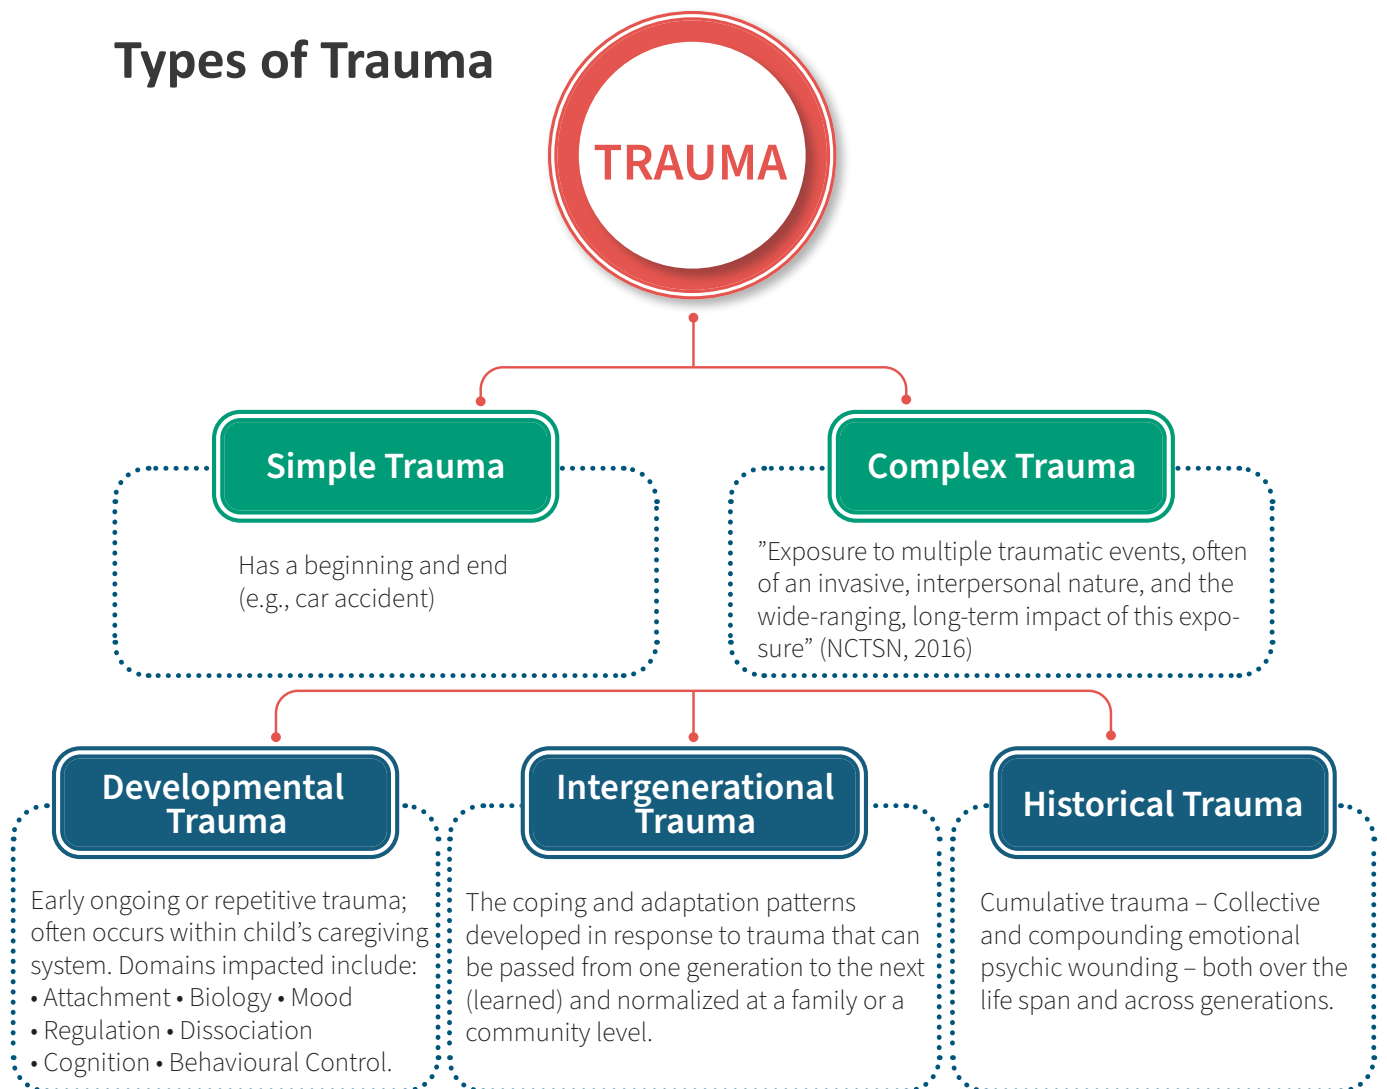 Types of Trauma
TRAUMA
Simple Trauma
Has a beginning and end
(e.g., car accident)
Complex Trauma
”Exposure to multiple traumatic events, often
of an invasive, interpersonal nature, and the
wide-ranging, long-term impact of this expo-
sure” (NCTSN, 2016)
Developmental
Trauma
Early ongoing or repetitive trauma;
often occurs within child’s caregiving
system. Domains impacted include:
• Attachment • Biology • Mood
• Regulation • Dissociation
• Cognition • Behavioural Control.
Intergenerational
Trauma
The coping and adaptation patterns
developed in response to trauma that can
be passed from one generation to the next
(learned) and normalized at a family or a
community level.
Historical Trauma
Cumulative trauma – Collective
and compounding emotional
psychic wounding – both over the
life span and across generations.